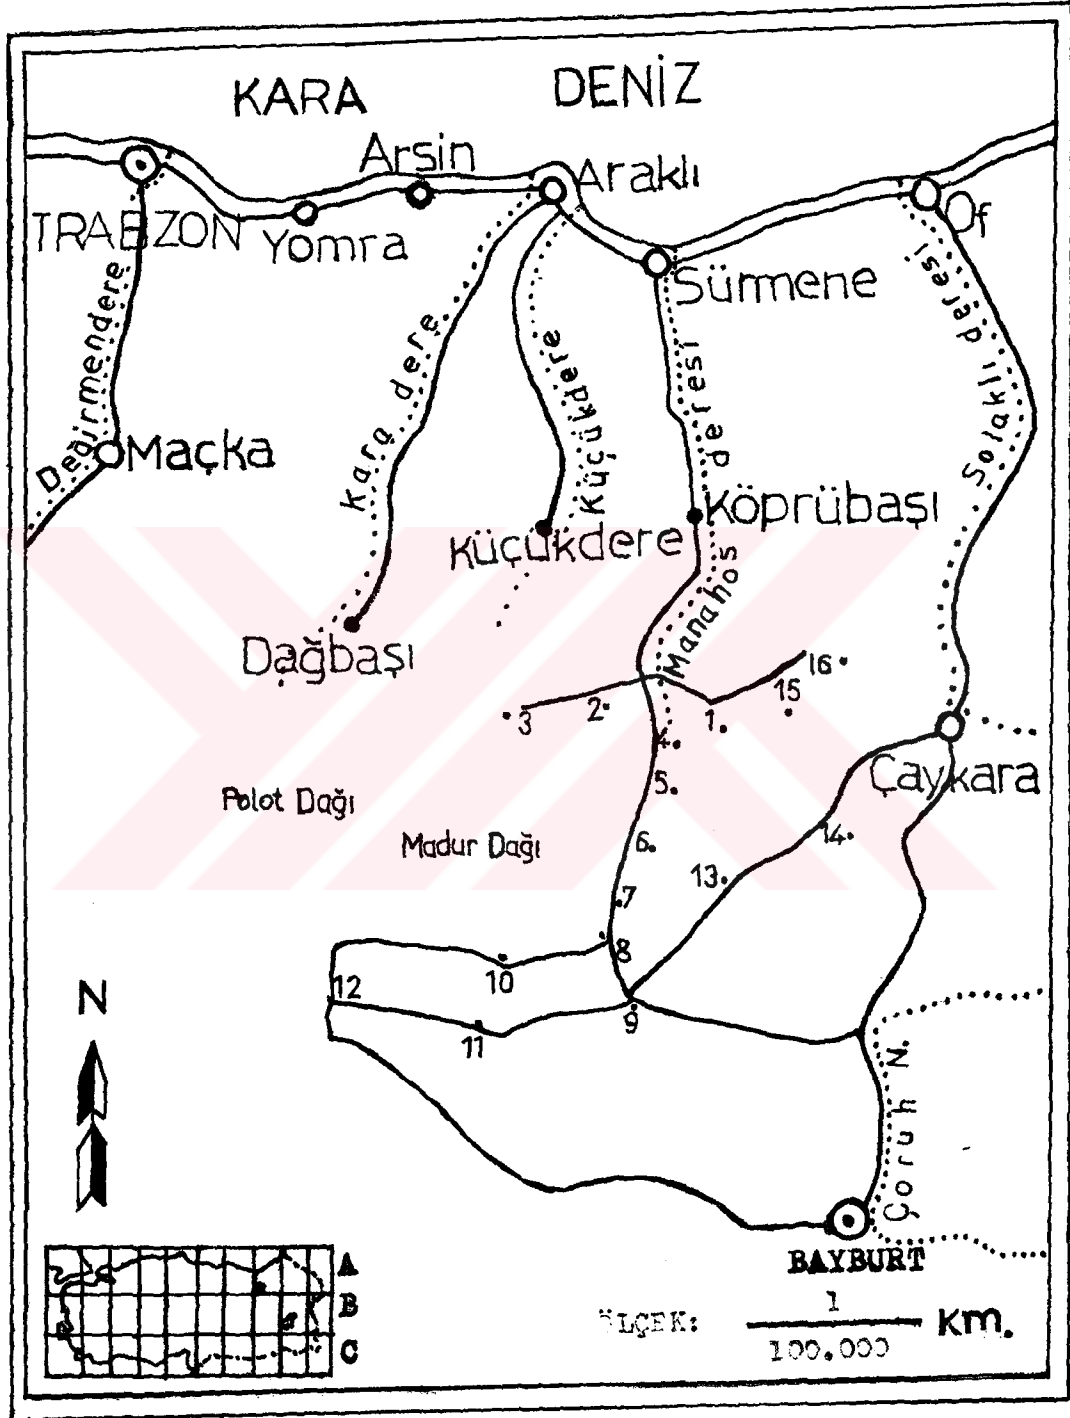 KARA DENİZ
Arsin
Araklı
TRABZON
Yomra
Of
Sürmene
Değirmendere
Kara dere
Küçükdere
Manahos deresi
Solaklı deresi
Maçka
Köprübaşı
Küçükdere
Dağbaşı
16
15
3
2
1
4
5
Çaykara
Polot Dağı
Madur Dağı
6
14
13
7
8
10
12
9
11
N
Çoruh N.
BAYBURT
A
B
C
ÖLÇEK: 1
100.000 Km.